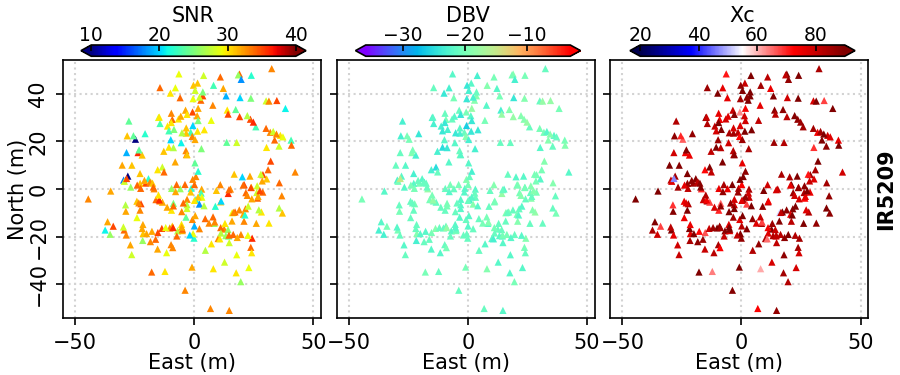 SNR DBV Xc
10 20 30 40 −30 −20 −10 20 40 60 80
40
20
0
−20
−40
North (m)
IR5209
−50 0 50 −50 0 50 −50 0 50
East (m) East (m) East (m)